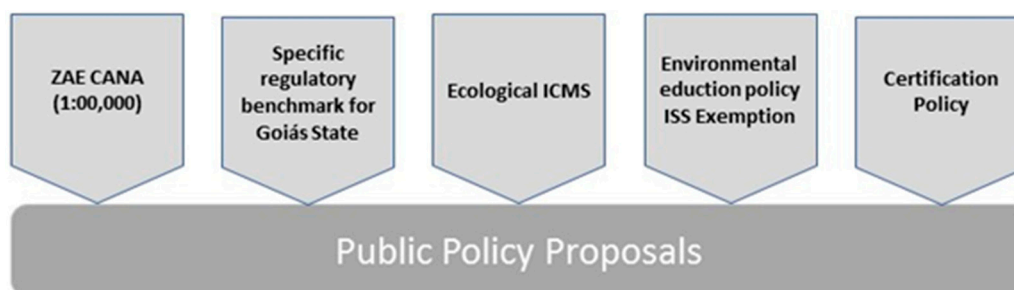 ZAE CANA
(1:00,000)
Specific
regulatory
benchmark for
Goiás State
Ecological ICMS
Environmental
eduction policy
ISS Exemption
Certification
Policy
Public Policy Proposals